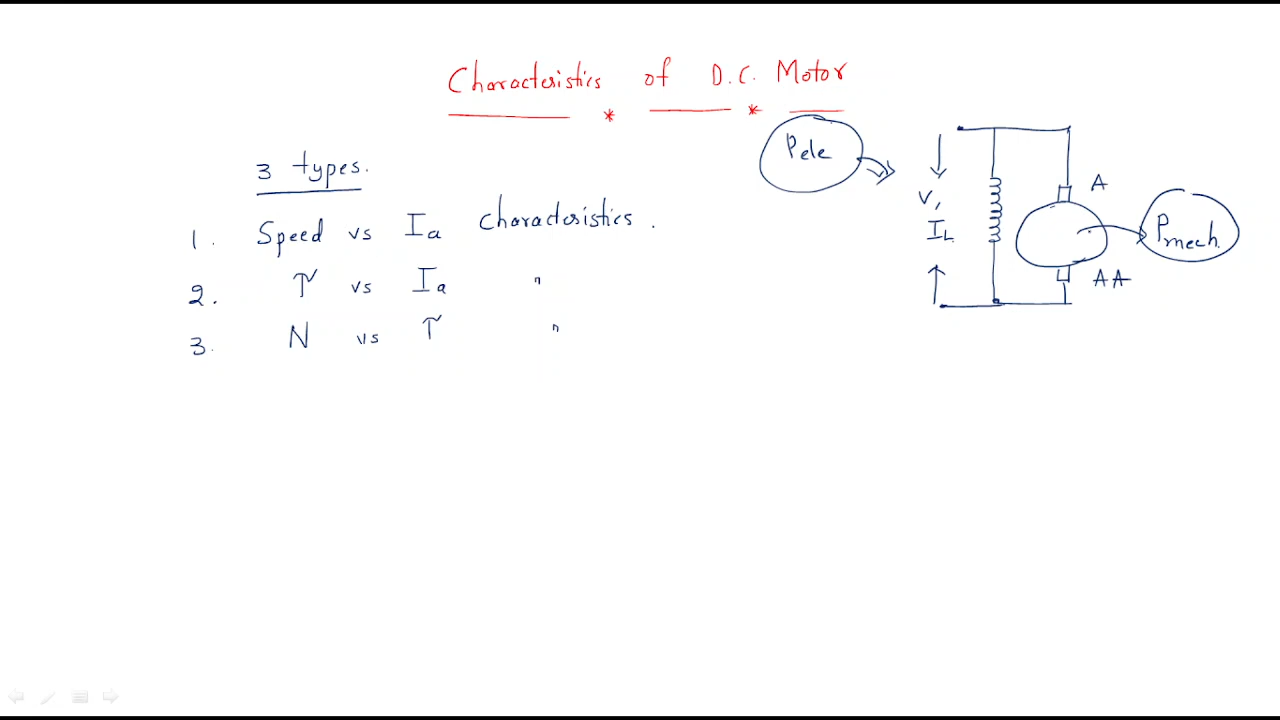 Characteristics of D.C. Motor
3 types.
1. Speed vs Ia characteristics.
2. T vs Ia "
3. N vs T "
Pele
V,
IL
A
AA
Pmech.